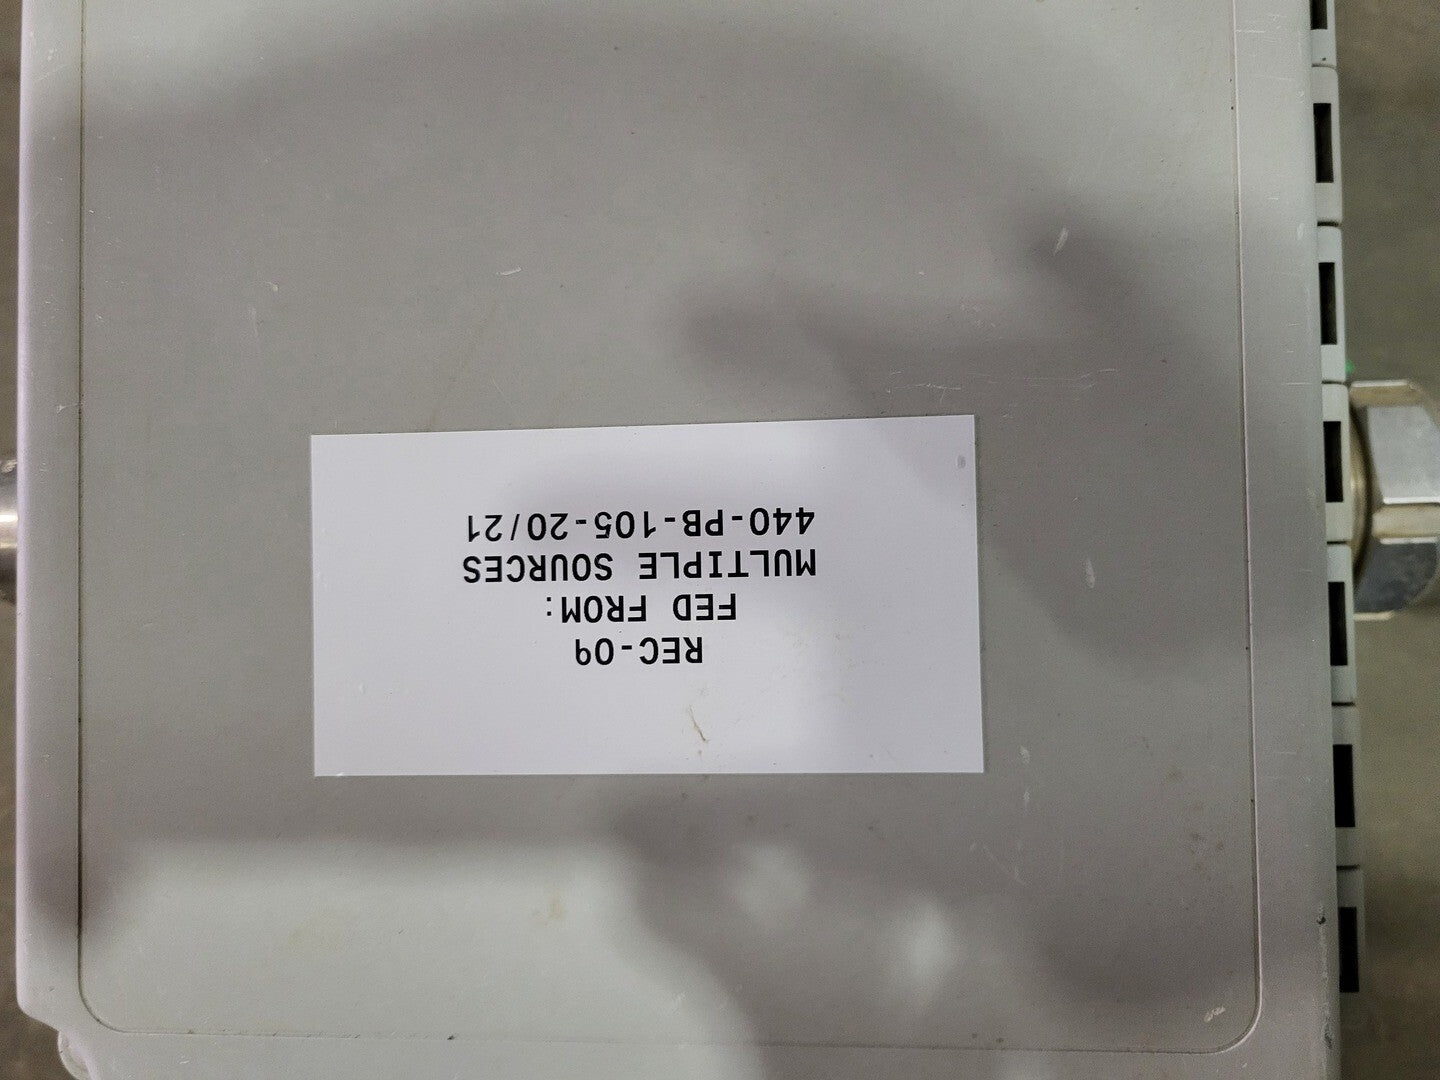 REC-09
FED FROM:
MULTIPLE SOURCES
440-PB-105-20/21